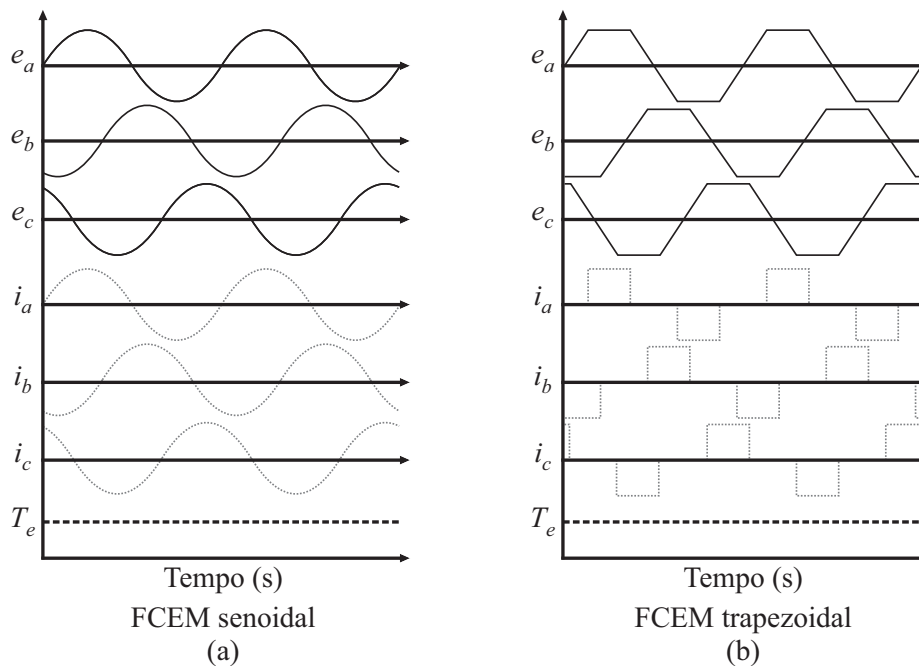 e_a
e_b
e_c
i_a
i_b
i_c
T_e
Tempo (s)
FCEM senoidal
(a)
e_a
e_b
e_c
i_a
i_b
i_c
T_e
Tempo (s)
FCEM trapezoidal
(b)